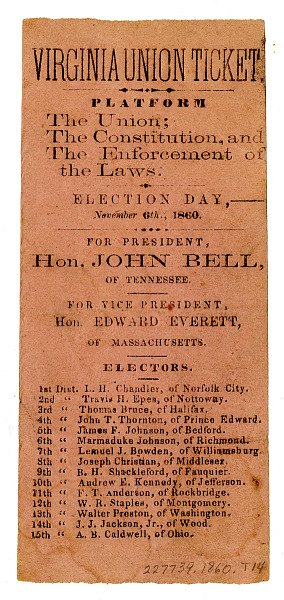 VIRGINIA UNION TICKET
PLATFORM
The Union;
The Constitution, and
The Enforcement of
the Laws.
ELECTION DAY,—
November 6th., 1860.
FOR PRESIDENT,
Hon. JOHN BELL,
OF TENNESSEE.
FOR VICE PRESIDENT,
Hon. EDWARD EVERETT,
OF MASSACHUSETTS.
ELECTORS.
1st Dist. L. H. Chandler, of Norfolk City.
2nd " Travis H. Epes, of Nottoway.
3rd " Thomas Bruce, of Halifax.
4th " John T. Thornton, of Prince Edward.
5th " James F. Johnson, of Bedford.
6th " Marmaduke Johnson, of Richmond.
7th " Lemuel J. Bowden, of Williamsburg.
8th " Joseph Christian, of Middlesex.
9th " B. H. Shackleford, of Fauquier.
10th " Andrew E. Kennedy, of Jefferson.
11th " F. T. Anderson, of Rockbridge.
12th " W. R. Staples, of Montgomery.
13th " Walter Preston, of Washington.
14th " J. J. Jackson, Jr., of Wood.
15th " A. B. Caldwell, of Ohio.
227739.1860.T14